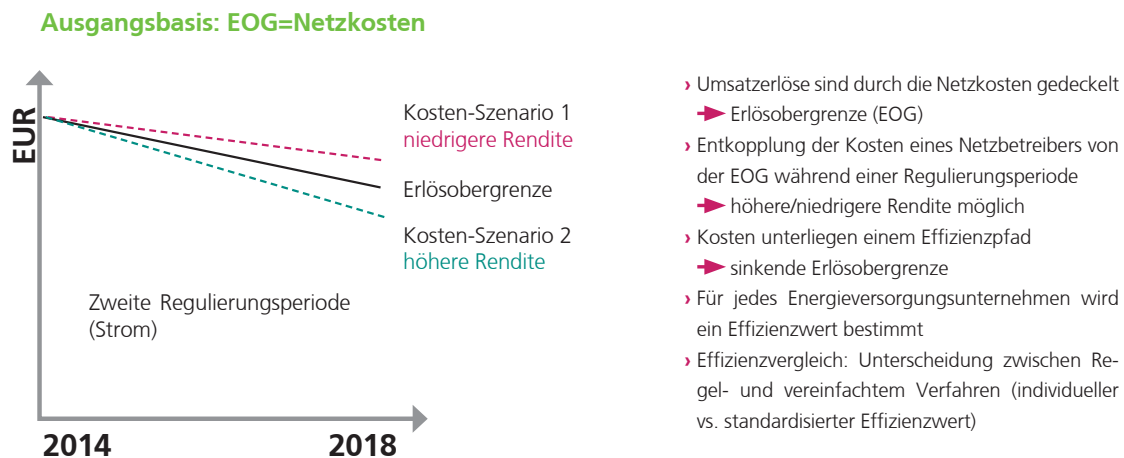 Ausgangsbasis: EOG=Netzkosten
EUR
Kosten-Szenario 1
niedrigere Rendite
Erlösobergrenze
Kosten-Szenario 2
höhere Rendite
Zweite Regulierungsperiode
(Strom)
2014
2018
› Umsatzerlöse sind durch die Netzkosten gedeckelt
Erlösobergrenze (EOG)
› Entkopplung der Kosten eines Netzbetreibers von
der EOG während einer Regulierungsperiode
höhere/niedrigere Rendite möglich
› Kosten unterliegen einem Effizienzpfad
sinkende Erlösobergrenze
› Für jedes Energieversorgungsunternehmen wird
ein Effizienzwert bestimmt
› Effizienzvergleich: Unterscheidung zwischen Re-
gel- und vereinfachtem Verfahren (individueller
vs. standardisierter Effizienzwert)